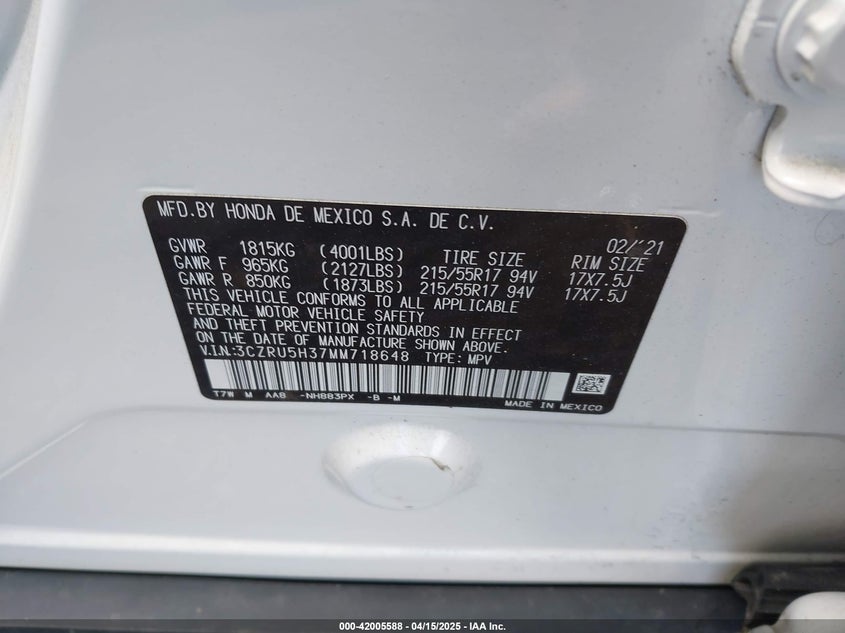 MFD.BY HONDA DE MEXICO S.A. DE C.V.
02/'21
GVWR 1815KG (4001LBS) TIRE SIZE RIM SIZE
GAWR F 965KG (2127LBS) 215/55R17 94V 17X7.5J
GAWR R 850KG (1873LBS) 215/55R17 94V 17X7.5J
THIS VEHICLE CONFORMS TO ALL APPLICABLE
FEDERAL MOTOR VEHICLE SAFETY
AND THEFT PREVENTION STANDARDS IN EFFECT
ON THE DATE OF MANUFACTURE SHOWN ABOVE.
V.I.N:3CZRU5H37MM718648 TYPE: MPV
T7W M AA8 -NH883PX -B -M
MADE IN MEXICO
000-42005588 - 04/15/2025 - IAA Inc.